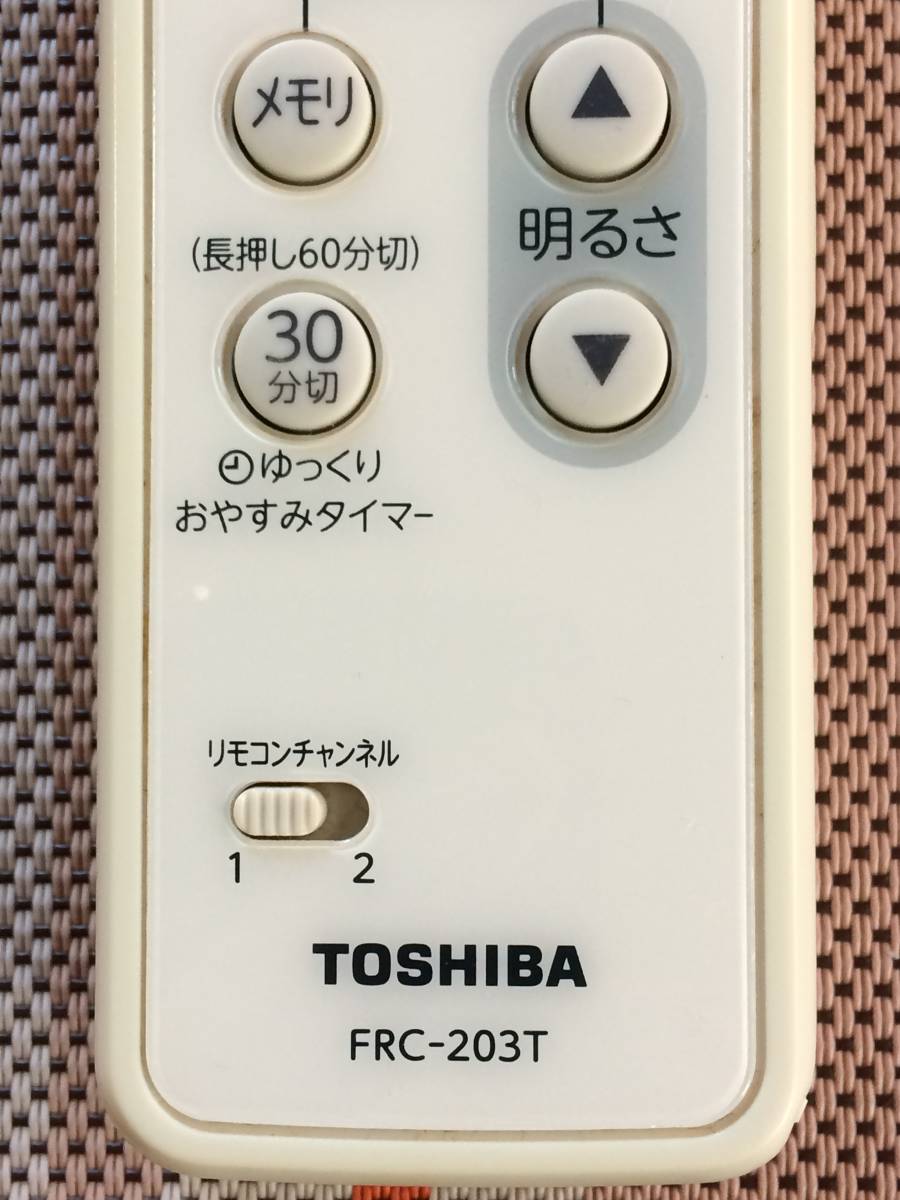 メモリ
▲
明るさ
▼
(長押し60分切)
30
分切
ゆっくり
おやすみタイマー
リモコンチャンネル
1 2
TOSHIBA
FRC-203T